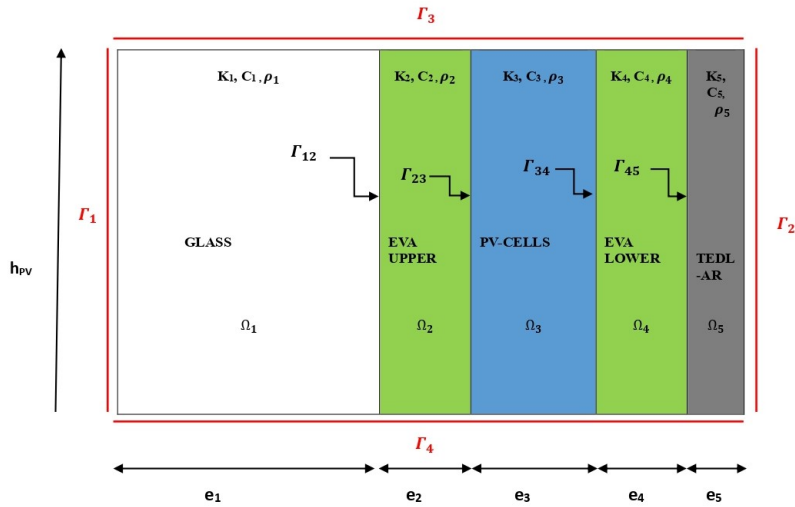 Γ₃
K₁, C₁, ρ₁
K₂, C₂, ρ₂
K₃, C₃, ρ₃
K₄, C₄, ρ₄
K₅,
C₅,
ρ₅
Γ₁₂
Γ₂₃
Γ₃₄
Γ₄₅
Γ₁
Γ₂
hPV
GLASS
EVA
UPPER
PV-CELLS
EVA
LOWER
TEDL
-AR
Ω₁
Ω₂
Ω₃
Ω₄
Ω₅
Γ₄
e₁
e₂
e₃
e₄
e₅